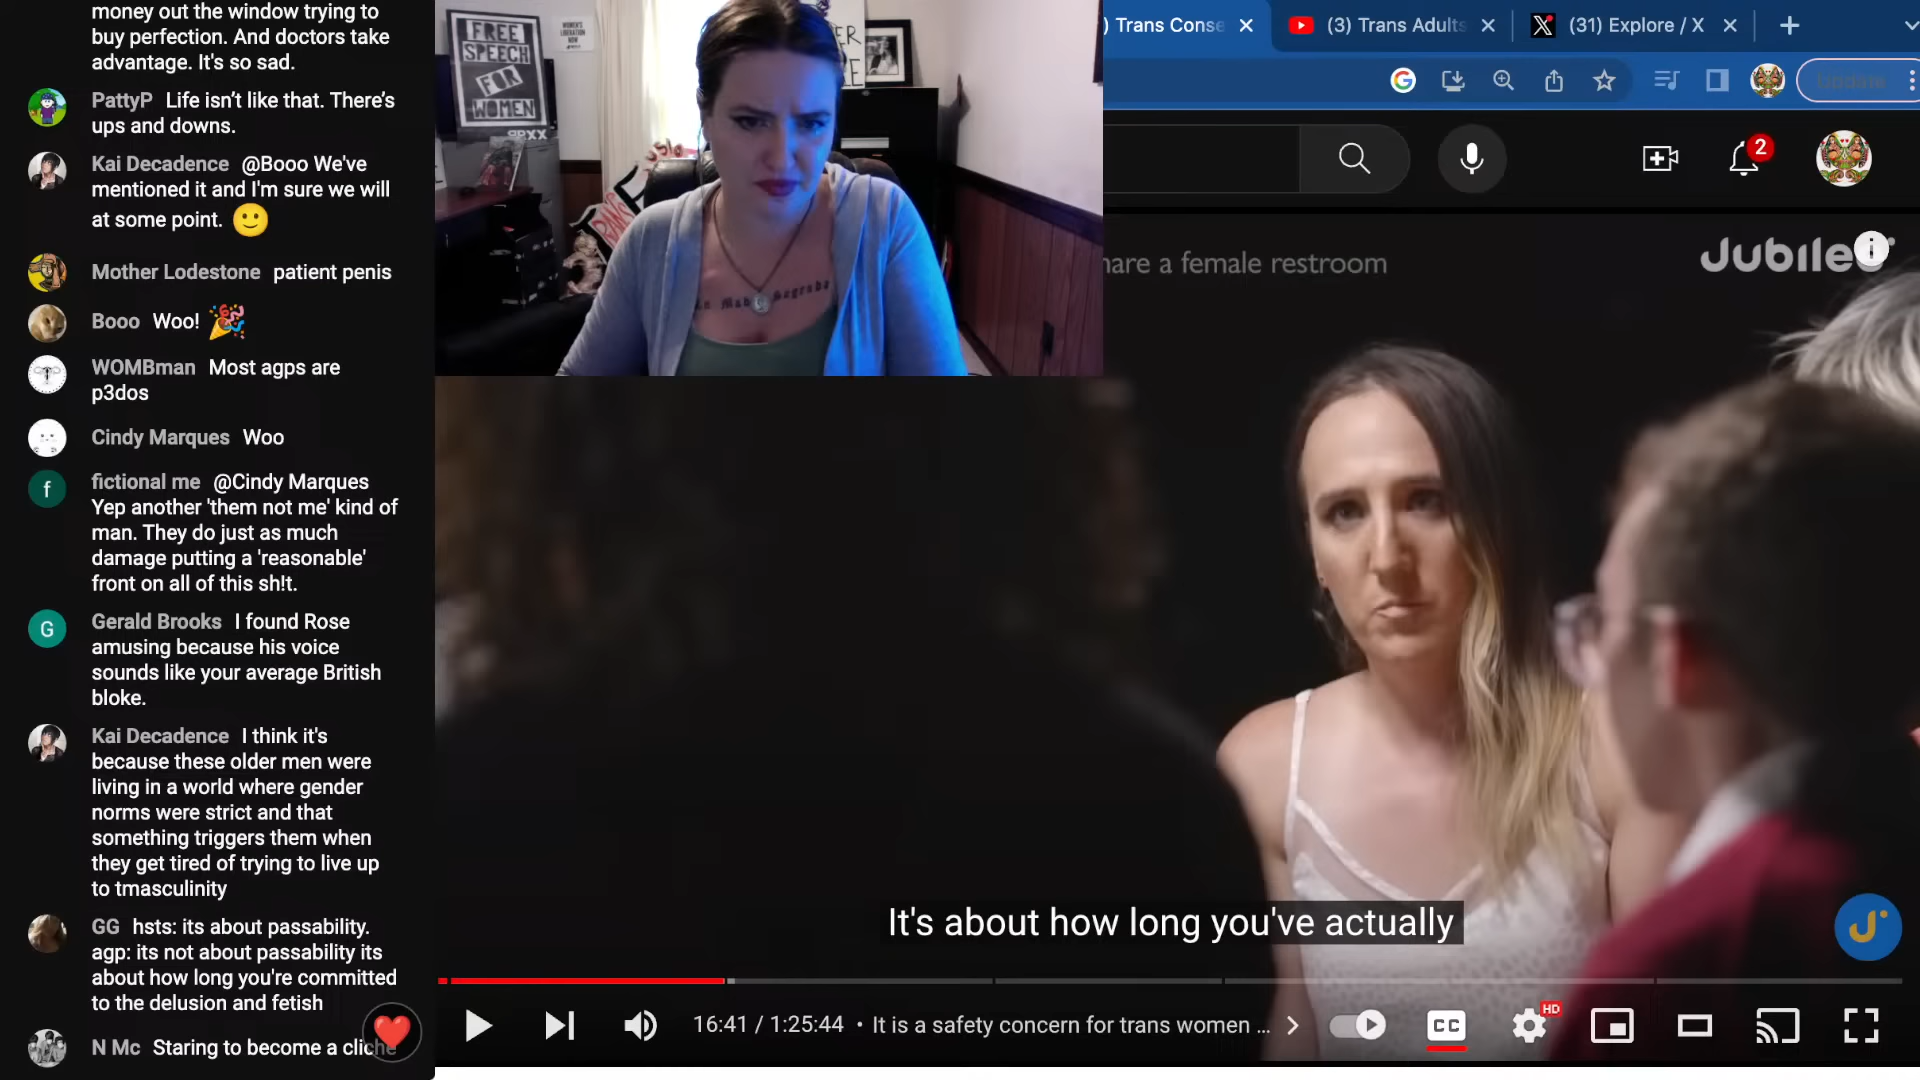 money out the window trying to
buy perfection. And doctors take
advantage. It's so sad.
PattyP Life isn’t like that. There’s
ups and downs.
Kai Decadence @Booo We've
mentioned it and I'm sure we will
at some point.
Mother Lodestone patient penis
Booo Woo!
WOMBman Most agps are
p3dos
Cindy Marques Woo
f
fictional me @Cindy Marques
Yep another 'them not me' kind of
man. They do just as much
damage putting a 'reasonable'
front on all of this sh!t.
G
Gerald Brooks I found Rose
amusing because his voice
sounds like your average British
bloke.
Kai Decadence I think it's
because these older men were
living in a world where gender
norms were strict and that
something triggers them when
they get tired of trying to live up
to tmasculinity
GG hsts: its about passability.
agp: its not about passability its
about how long you're committed
to the delusion and fetish
N Mc Staring to become a cliche
FREE
SPEECH
FOR
WOMEN
WOMEN'S
LIBERATION
NOW
) Trans Conse
(3) Trans Adults
(31) Explore / X
Update
2
hare a female restroom
Jubilee
It's about how long you've actually
16:41 / 1:25:44 • It is a safety concern for trans women ...
CC
HD